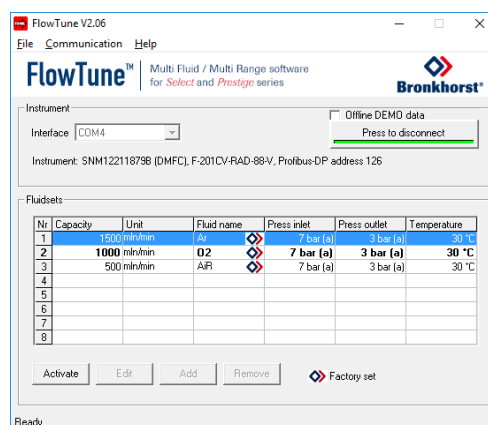 FlowTune V2.06
File Communication Help
FlowTune™ Multi Fluid / Multi Range software
for Select and Prestige series
Bronkhorst®
Instrument
Offline DEMO data
Interface COM4 Press to disconnect
Instrument: SNM12211879B (DMFC), F-201CV-RAD-88-V, Profibus-DP address 126
Fluidsets
Nr Capacity Unit Fluid name Press inlet Press outlet Temperature
1 1500 mln/min Ar 7 bar (a) 3 bar (a) 30 °C
2 1000 mln/min O2 7 bar (a) 3 bar (a) 30 °C
3 500 mln/min AiR 7 bar (a) 3 bar (a) 30 °C
4
5
6
7
8
Activate Edit Add Remove Factory set
Ready